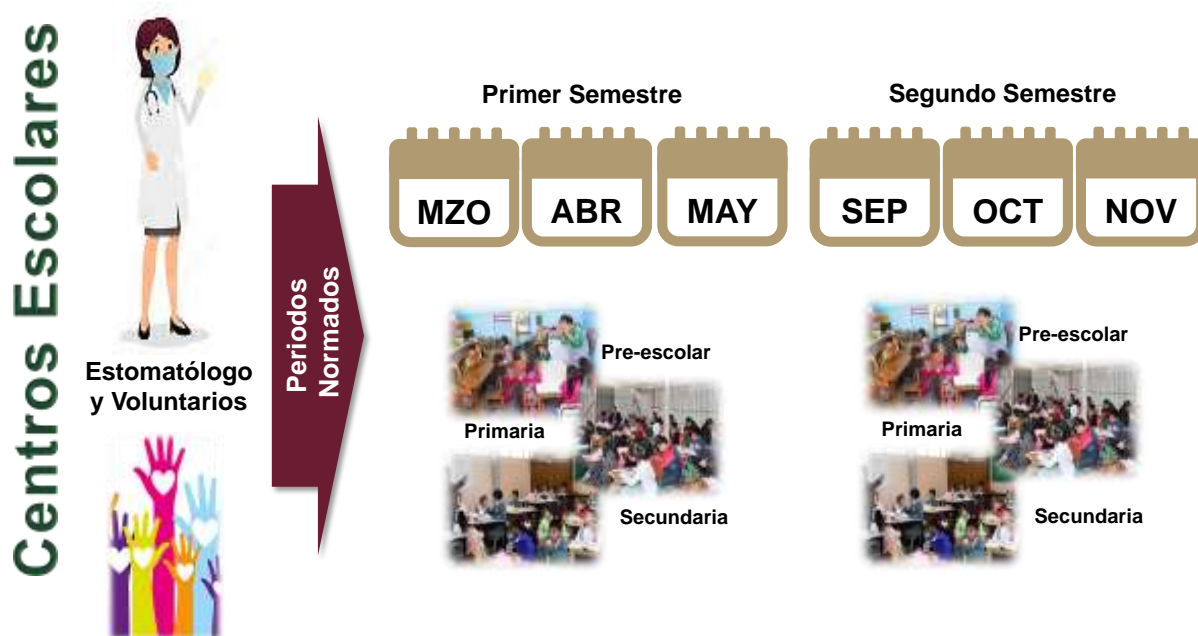 Centros Escolares
Estomatólogo
y Voluntarios
Periodos
Normados
Primer Semestre
MZO
ABR
MAY
Pre-escolar
Primaria
Secundaria
Segundo Semestre
SEP
OCT
NOV
Pre-escolar
Primaria
Secundaria